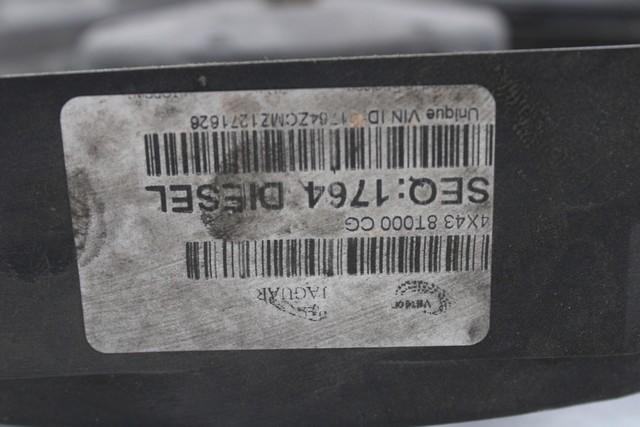 Visteon JAGUAR
4X43 8T000 CG
SEQ:1764 DIESEL
Unique VIN ID: 1764ZCMZ1271626